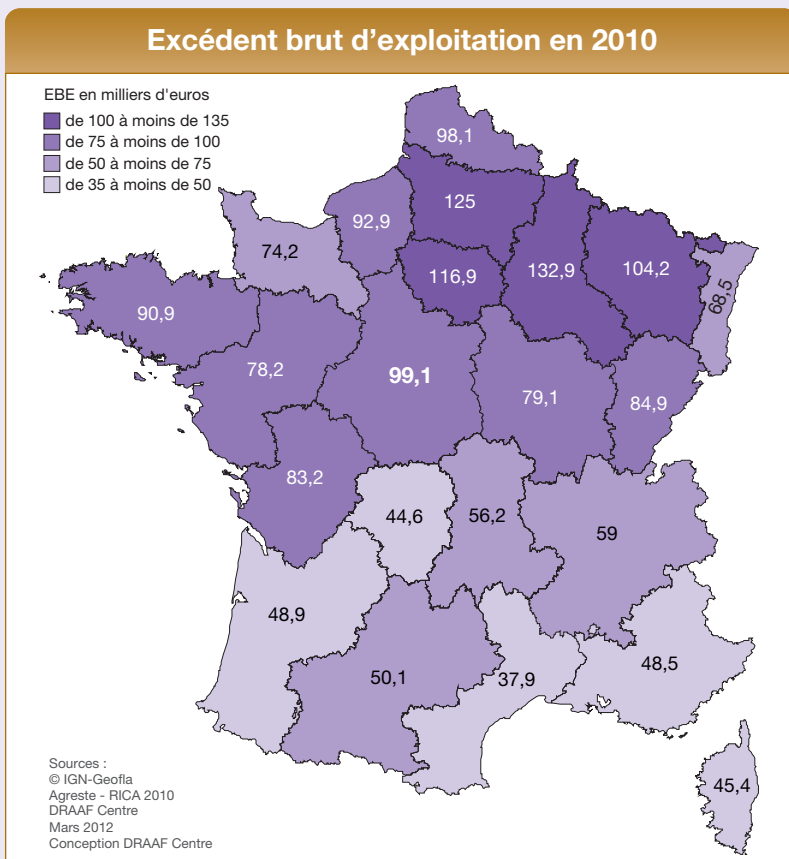 Excédent brut d'exploitation en 2010
EBE en milliers d'euros
de 100 à moins de 135
de 75 à moins de 100
de 50 à moins de 75
de 35 à moins de 50
98,1
125
92,9
74,2
116,9
132,9
104,2
68,5
90,9
78,2
99,1
79,1
84,9
83,2
44,6
56,2
59
48,9
50,1
37,9
48,5
45,4
Sources :
© IGN-Geofla
Agreste - RICA 2010
DRAAF Centre
Mars 2012
Conception DRAAF Centre